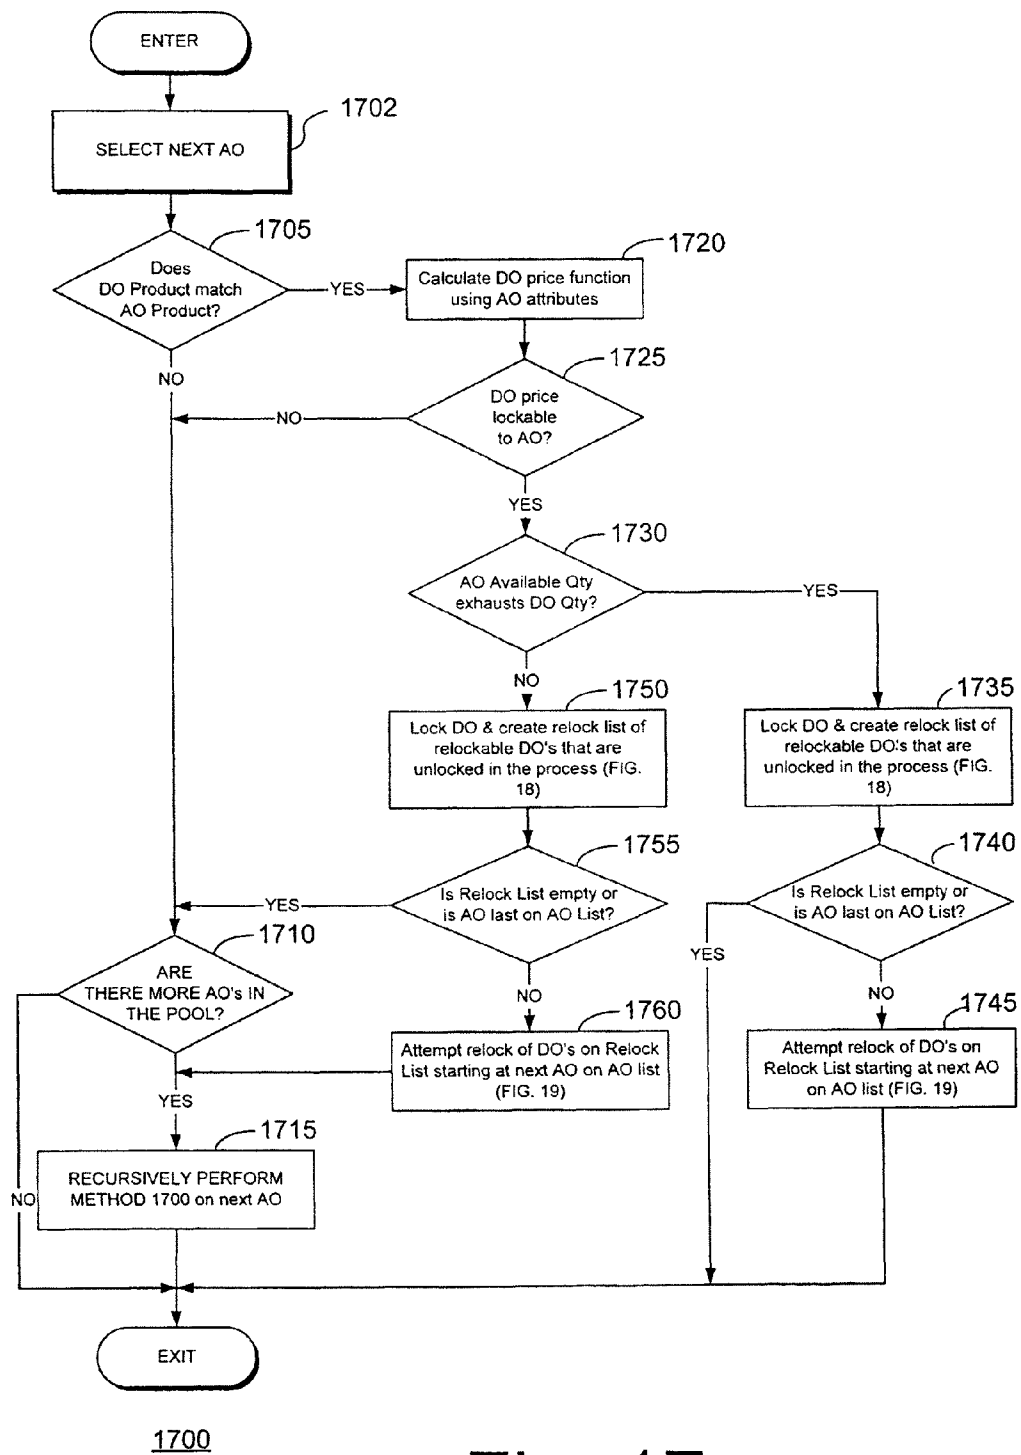 ENTER
1702
SELECT NEXT AO
1705
Does
DO Product match
AO Product?
YES
1720
Calculate DO price function
using AO attributes
NO
1725
DO price
lockable
to AO?
NO
YES
1730
AO Available Qty
exhausts DO Qty?
YES
NO
1750
Lock DO & create relock list of
relockable DO's that are
unlocked in the process (FIG.
18)
1735
Lock DO & create relock list of
relockable DO's that are
unlocked in the process (FIG.
18)
1755
Is Relock List empty or
is AO last on AO List?
YES
1740
Is Relock List empty or
is AO last on AO List?
YES
1710
ARE
THERE MORE AO's IN
THE POOL?
NO
NO
1760
Attempt relock of DO's on Relock
List starting at next AO on AO list
(FIG. 19)
1745
Attempt relock of DO's on
Relock List starting at next AO
on AO list (FIG. 19)
YES
1715
RECURSIVELY PERFORM
METHOD 1700 on next AO
NO
EXIT
1700